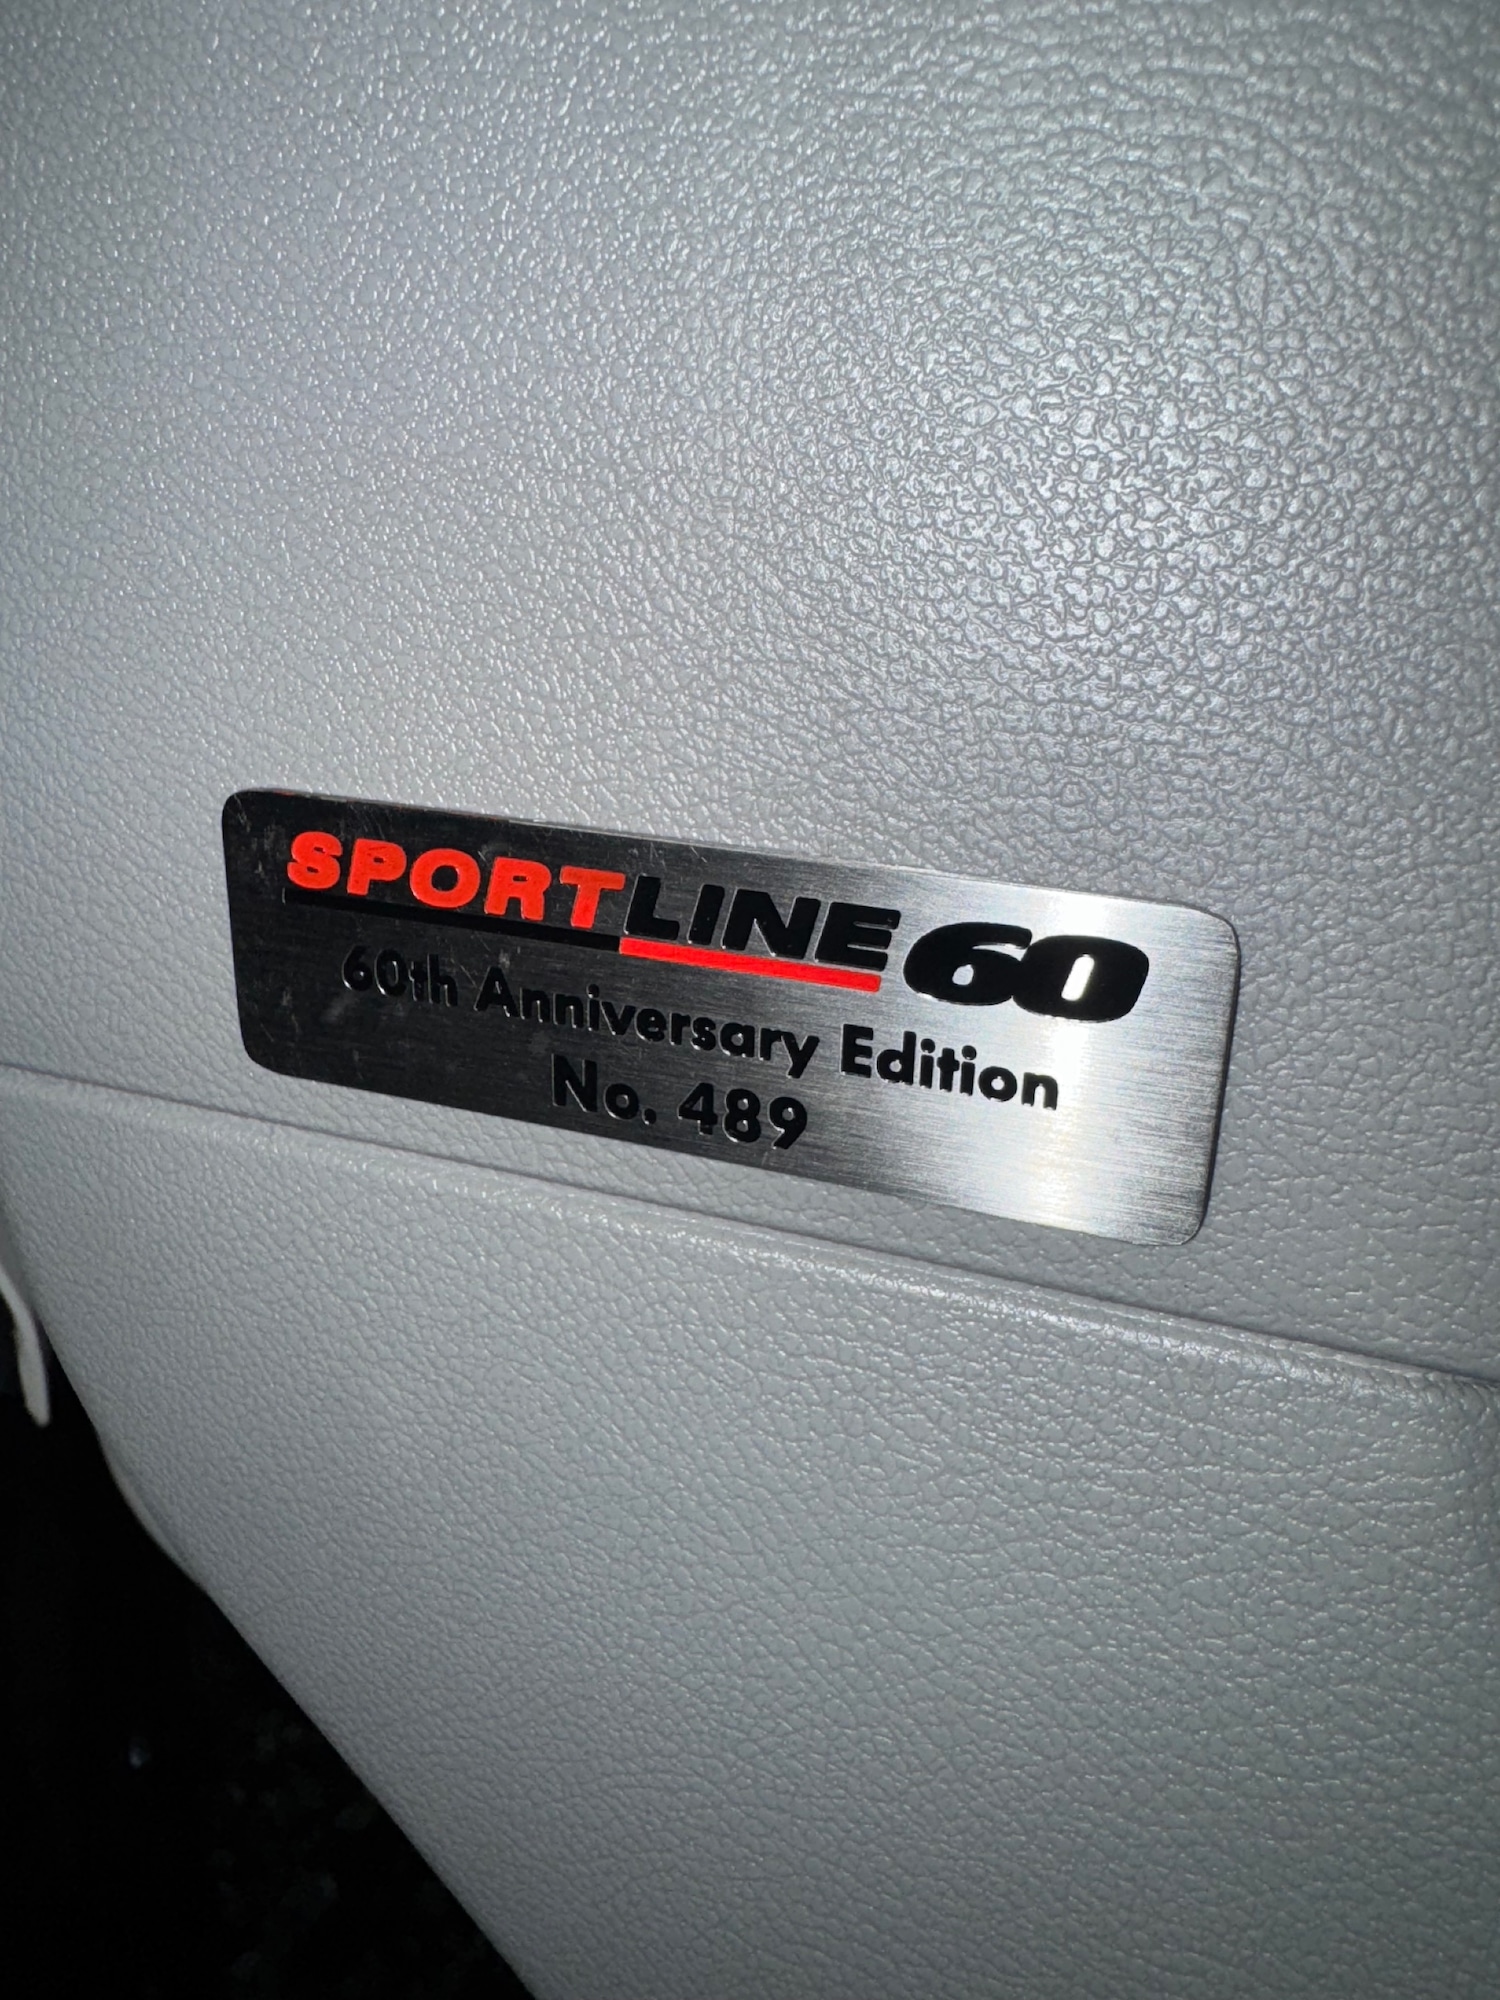 SPORTLINE60
60th Anniversary Edition
No. 489